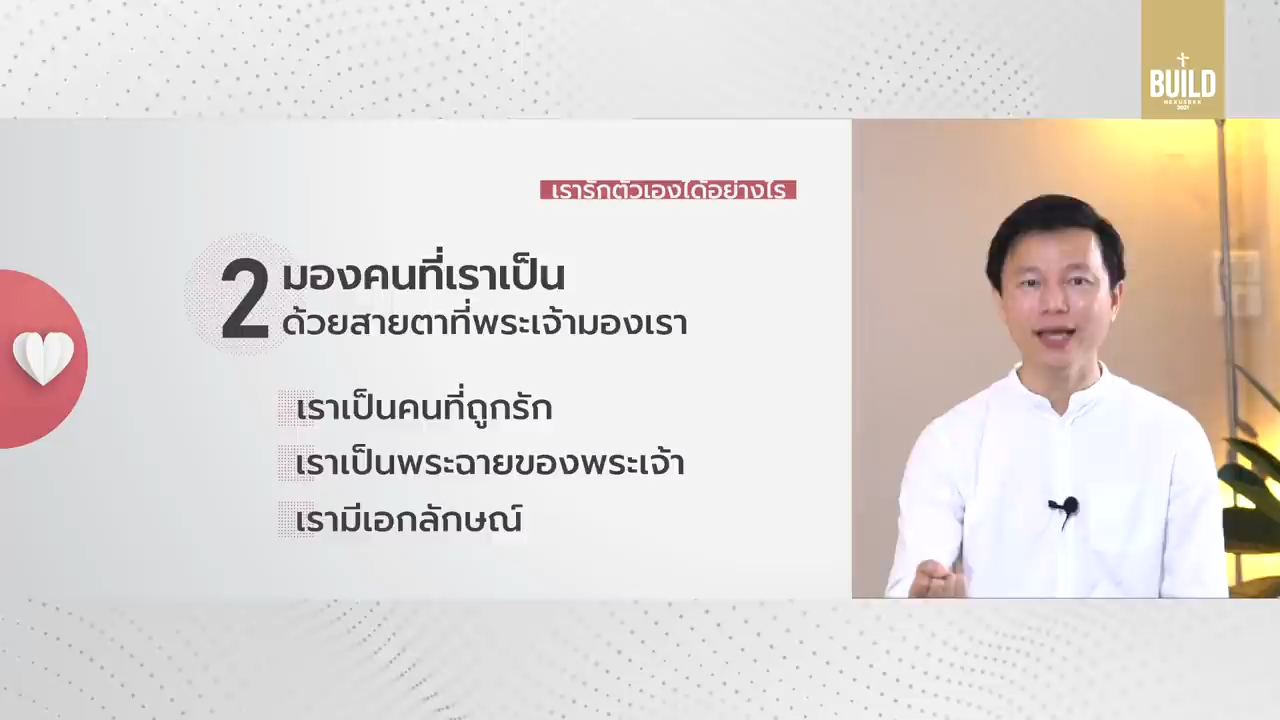 BUILD
NEXUSBKK
2021
เรารักตัวเองได้อย่างไร
2 มองคนที่เราเป็น
ด้วยสายตาที่พระเจ้ามองเรา
เราเป็นคนที่ถูกรัก
เราเป็นพระฉายของพระเจ้า
เรามีเอกลักษณ์